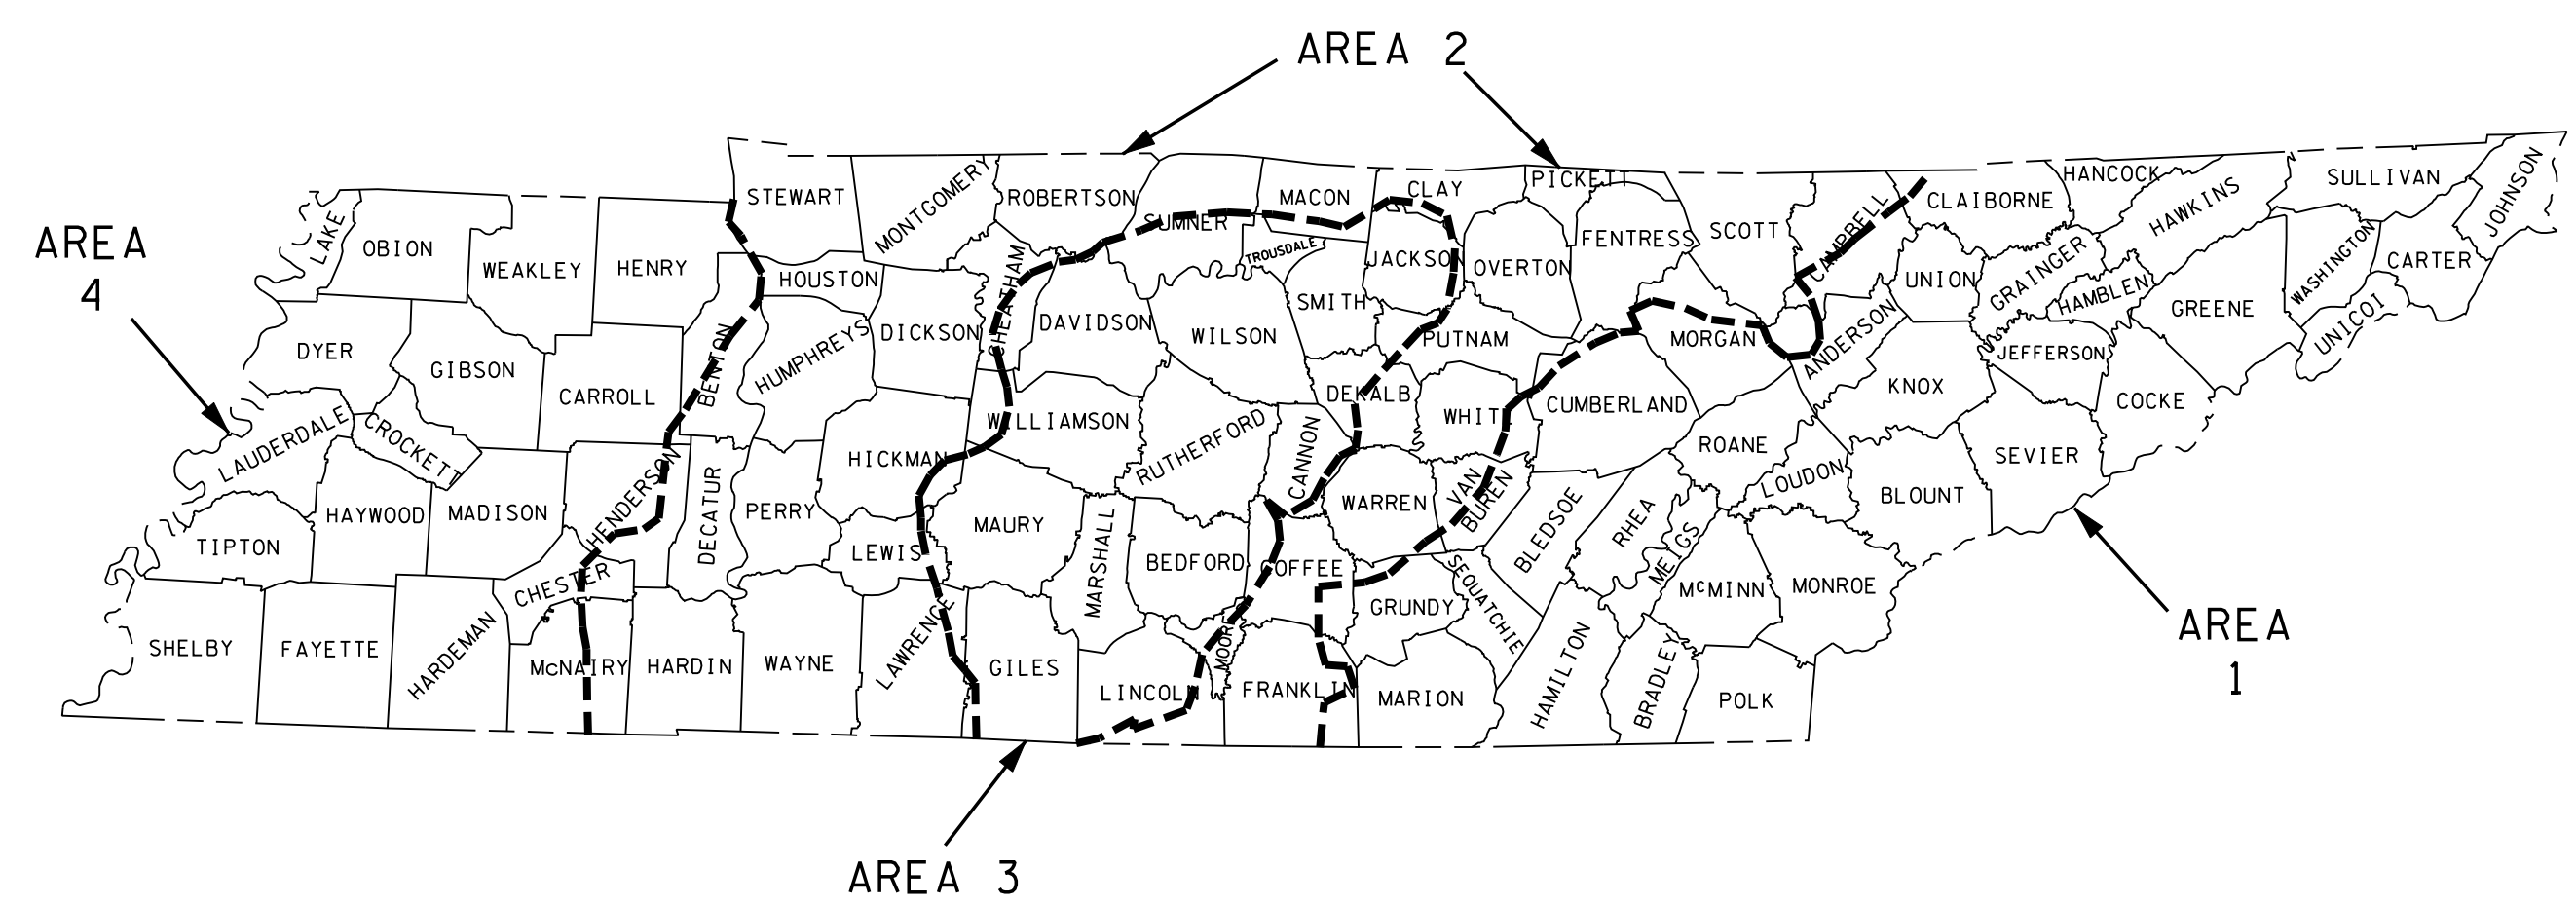 AREA 2
AREA
4
LAKE
OBION
WEAKLEY
HENRY
STEWART
MONTGOMERY
ROBERTSON
SUMNER
TROUSDALE
MACON
CLAY
PICKETT
SCOTT
CAMPBELL
CLAIBORNE
HANCOCK
HAWKINS
SULLIVAN
JOHNSON
HOUSTON
CHEATHAM
SMITH
JACKSON
OVERTON
FENTRESS
UNION
GRAINGER
HAMBLEN
GREENE
WASHINGTON
UNICOI
CARTER
DYER
GIBSON
CARROLL
BENTON
HUMPHREYS
DICKSON
DAVIDSON
WILSON
PUTNAM
MORGAN
ANDERSON
KNOX
JEFFERSON
COCKE
LAUDERDALE
CROCKETT
HICKMAN
WILLIAMSON
RUTHERFORD
CANNON
DEKALB
WHITE
CUMBERLAND
ROANE
LOUDON
BLOUNT
SEVIER
TIPTON
HAYWOOD
MADISON
HENDERSON
DECATUR
PERRY
LEWIS
MAURY
MARSHALL
BEDFORD
COFFEE
WARREN
VAN
BUREN
BLEDSOE
RHEA
MEIGS
McMINN
MONROE
SHELBY
FAYETTE
HARDEMAN
CHESTER
McNAIRY
HARDIN
WAYNE
LAWRENCE
GILES
LINCOLN
MOORE
FRANKLIN
GRUNDY
SEQUATCHIE
MARION
HAMILTON
BRADLEY
POLK
AREA
1
AREA 3